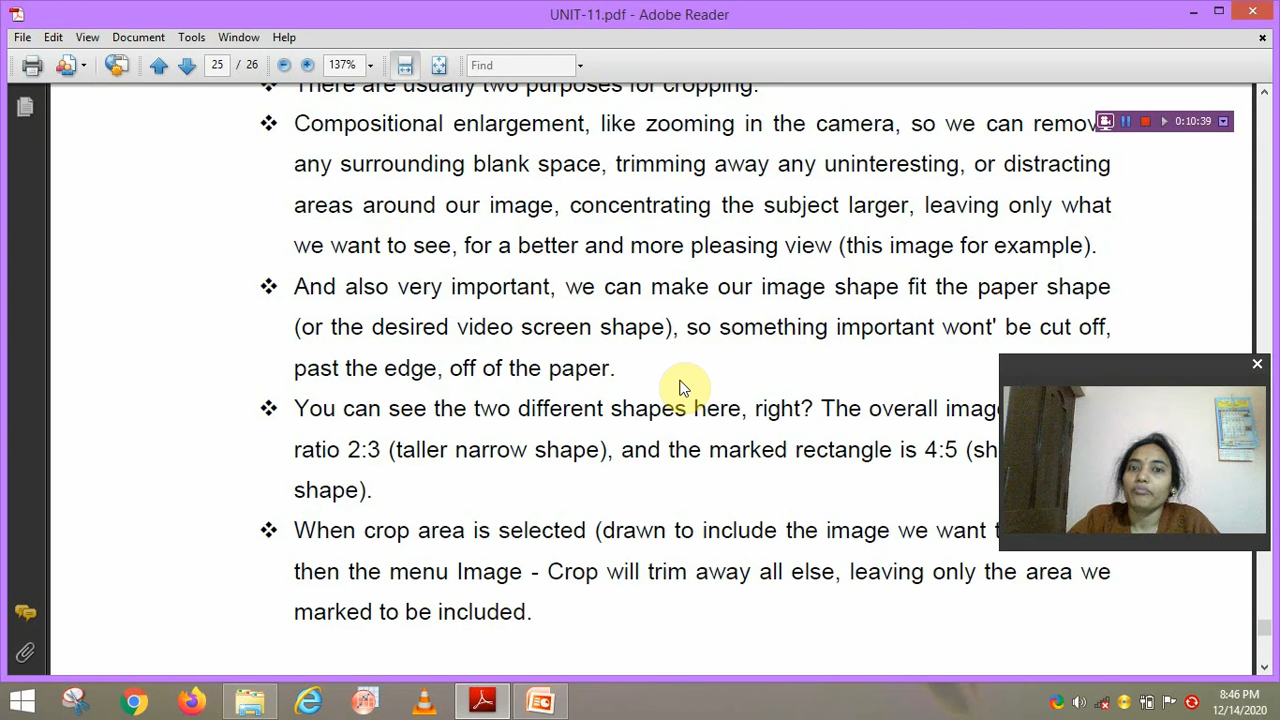 UNIT-11.pdf - Adobe Reader
File Edit View Document Tools Window Help
25 / 26 137% Find
There are usually two purposes for cropping.
❖ Compositional enlargement, like zooming in the camera, so we can remov
0:10:39
any surrounding blank space, trimming away any uninteresting, or distracting
areas around our image, concentrating the subject larger, leaving only what
we want to see, for a better and more pleasing view (this image for example).
❖ And also very important, we can make our image shape fit the paper shape
(or the desired video screen shape), so something important wont' be cut off,
past the edge, off of the paper.
❖ You can see the two different shapes here, right? The overall imag
ratio 2:3 (taller narrow shape), and the marked rectangle is 4:5 (sh
shape).
❖ When crop area is selected (drawn to include the image we want
then the menu Image - Crop will trim away all else, leaving only the area we
marked to be included.
8:46 PM
12/14/2020